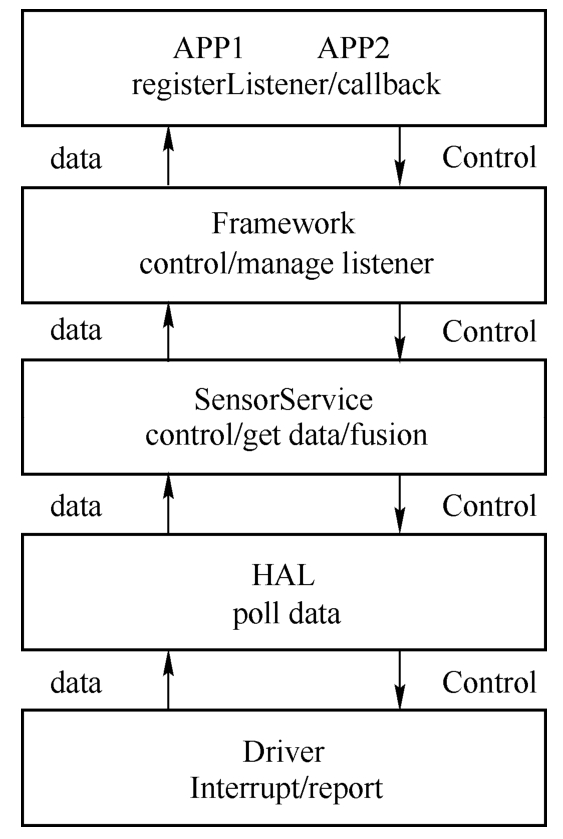 APP1 APP2
registerListener/callback
data Control
Framework
control/manage listener
data Control
SensorService
control/get data/fusion
data Control
HAL
poll data
data Control
Driver
Interrupt/report